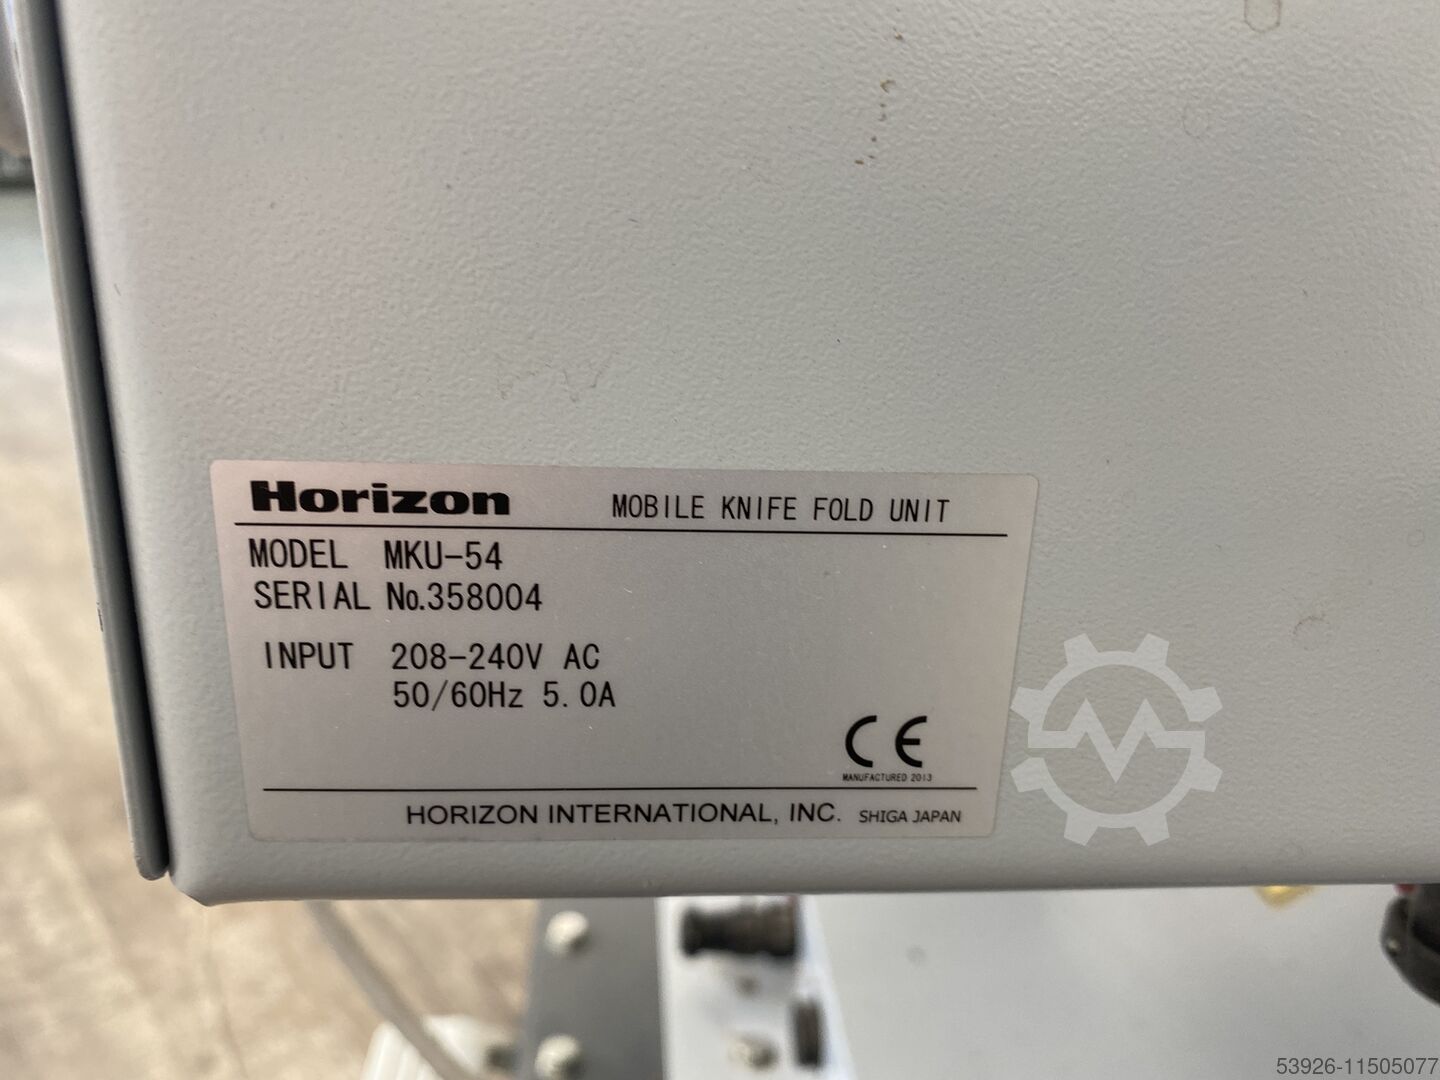 Horizon MOBILE KNIFE FOLD UNIT
MODEL MKU-54
SERIAL No.358004
INPUT 208-240V AC
50/60Hz 5.0A
CE
MANUFACTURED 2013
HORIZON INTERNATIONAL, INC. SHIGA JAPAN
53926-11505077